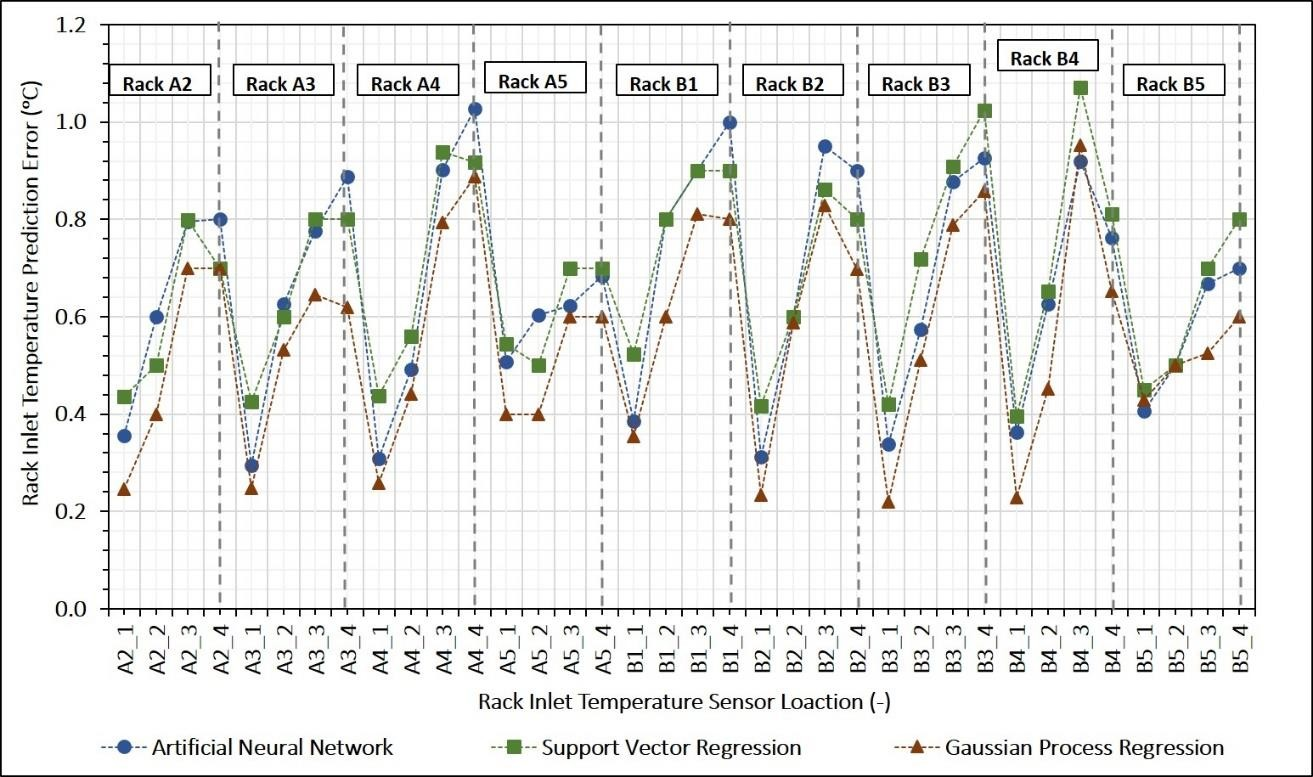 Rack Inlet Temperature Prediction Error (ºC)
1.2
1.0
0.8
0.6
0.4
0.2
0.0
Rack A2
Rack A3
Rack A4
Rack A5
Rack B1
Rack B2
Rack B3
Rack B4
Rack B5
A2_1
A2_2
A2_3
A2_4
A3_1
A3_2
A3_3
A3_4
A4_1
A4_2
A4_3
A4_4
A5_1
A5_2
A5_3
A5_4
B1_1
B1_2
B1_3
B1_4
B2_1
B2_2
B2_3
B2_4
B3_1
B3_2
B3_3
B3_4
B4_1
B4_2
B4_3
B4_4
B5_1
B5_2
B5_3
B5_4
Rack Inlet Temperature Sensor Loaction (-)
Artificial Neural Network
Support Vector Regression
Gaussian Process Regression